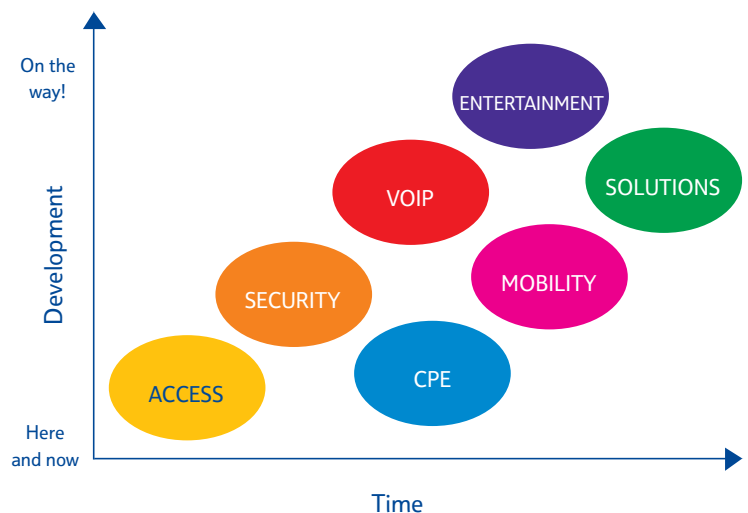 On the
way!
ENTERTAINMENT
SOLUTIONS
VOIP
Development
MOBILITY
SECURITY
CPE
ACCESS
Here
and now
Time